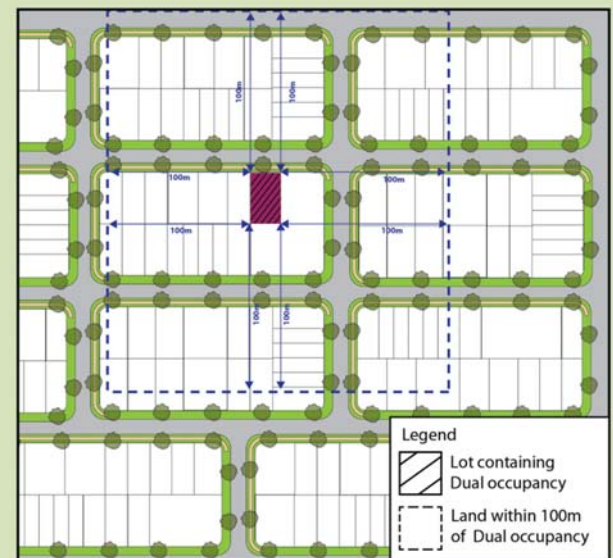 100m
100m
100m
100m
100m
100m
100m
100m
Legend
Lot containing
Dual occupancy
Land within 100m
of Dual occupancy